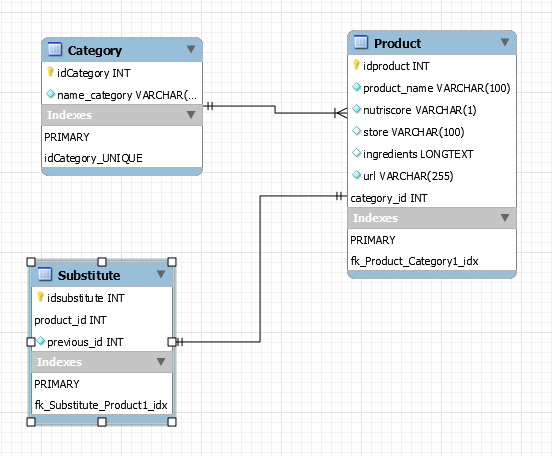 Category
idCategory INT
name_category VARCHAR(...
Indexes
PRIMARY
idCategory_UNIQUE
Product
idproduct INT
product_name VARCHAR(100)
nutriscore VARCHAR(1)
store VARCHAR(100)
ingredients LONGTEXT
url VARCHAR(255)
category_id INT
Indexes
PRIMARY
fk_Product_Category1_idx
Substitute
idsubstitute INT
product_id INT
previous_id INT
Indexes
PRIMARY
fk_Substitute_Product1_idx